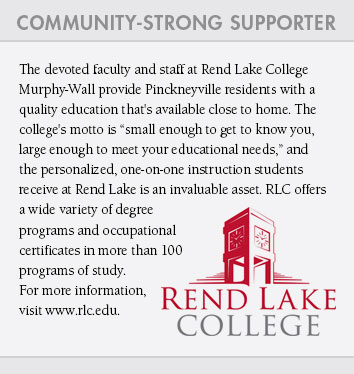 COMMUNITY-STRONG SUPPORTER
The devoted faculty and staff at Rend Lake College
Murphy-Wall provide Pinckneyville residents with a
quality education that's available close to home. The
college's motto is “small enough to get to know you,
large enough to meet your educational needs,” and
the personalized, one-on-one instruction students
receive at Rend Lake is an invaluable asset. RLC offers
a wide variety of degree
programs and occupational
certificates in more than 100
programs of study.
For more information,
visit www.rlc.edu.
REND LAKE
COLLEGE